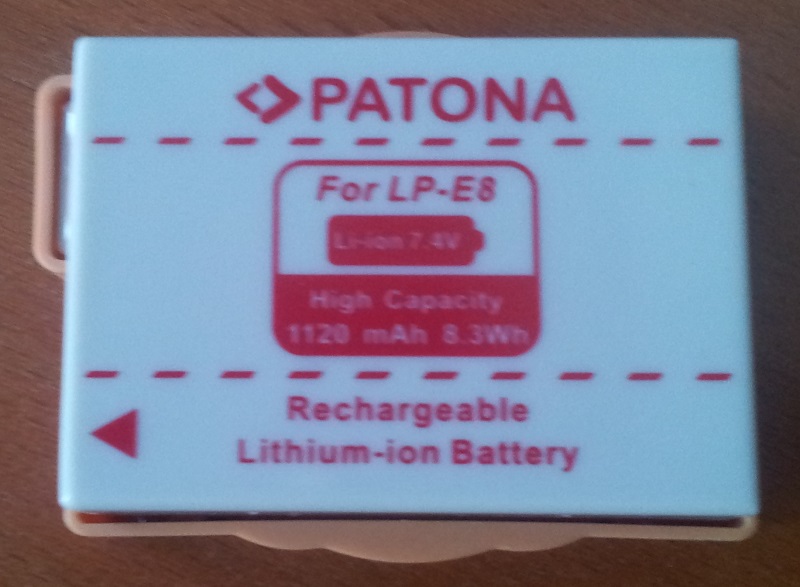 PATONA
For LP-E8
Li-ion 7.4V
High Capacity
1120 mAh 8.3Wh
Rechargeable
Lithium-ion Battery